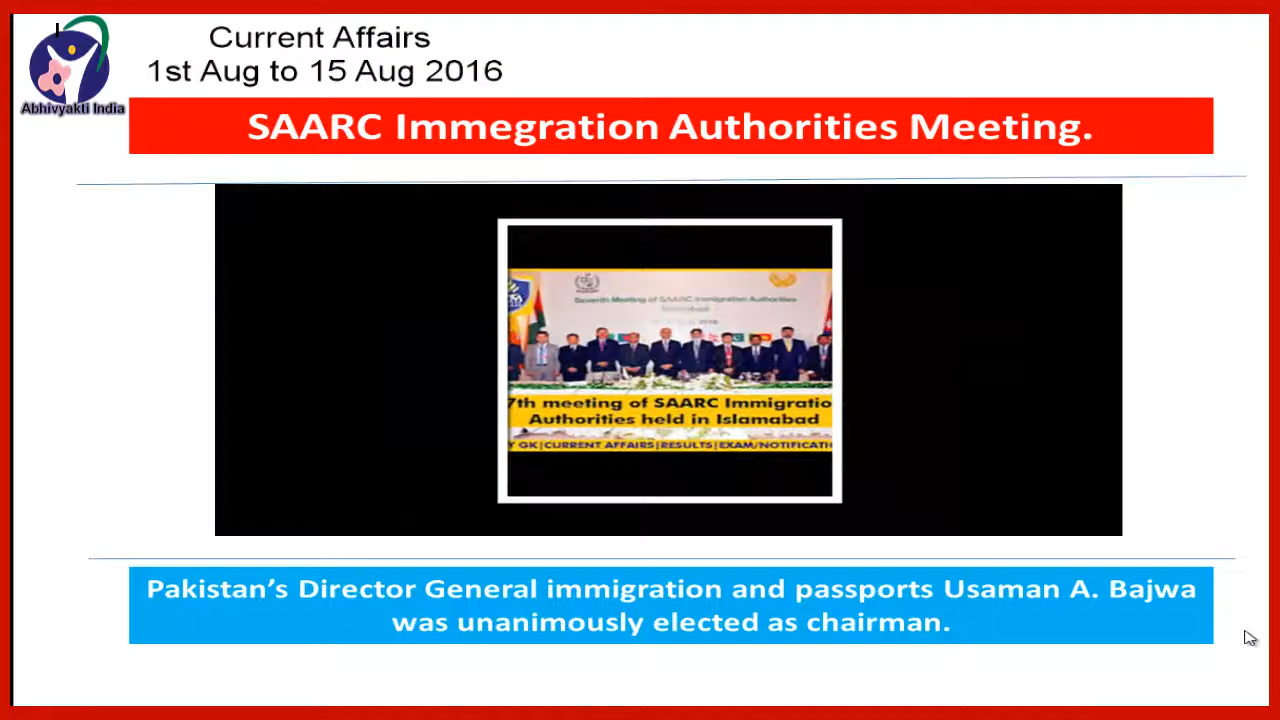 Current Affairs
1st Aug to 15 Aug 2016
Abhivyakti India
SAARC Immegration Authorities Meeting.
Seventh Meeting of SAARC Immigration Authorities
Islamabad
2016
7th meeting of SAARC Immigratio
Authorities held in Islamabad
Y GK|CURRENT AFFAIRS|RESULTS|EXAM/NOTIFICATIO
Pakistan's Director General immigration and passports Usaman A. Bajwa
was unanimously elected as chairman.